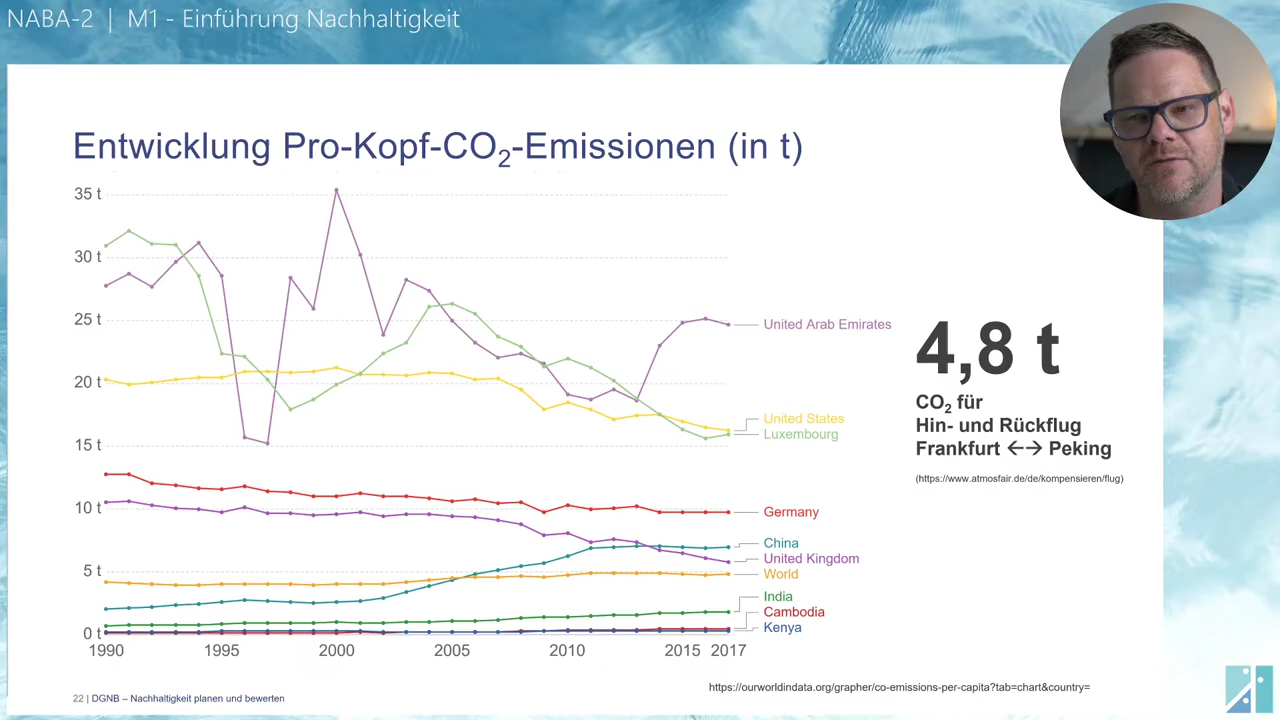 NABA-2 | M1 - Einführung Nachhaltigkeit
Entwicklung Pro-Kopf-CO₂-Emissionen (in t)
35 t
30 t
25 t
20 t
15 t
10 t
5 t
0 t
1990
1995
2000
2005
2010
2015
2017
United Arab Emirates
United States
Luxembourg
Germany
China
United Kingdom
World
India
Cambodia
Kenya
4,8 t
CO₂ für
Hin- und Rückflug
Frankfurt ←→ Peking
(https://www.atmosfair.de/de/kompensieren/flug)
https://ourworldindata.org/grapher/co-emissions-per-capita?tab=chart&country=
22 | DGNB – Nachhaltigkeit planen und bewerten